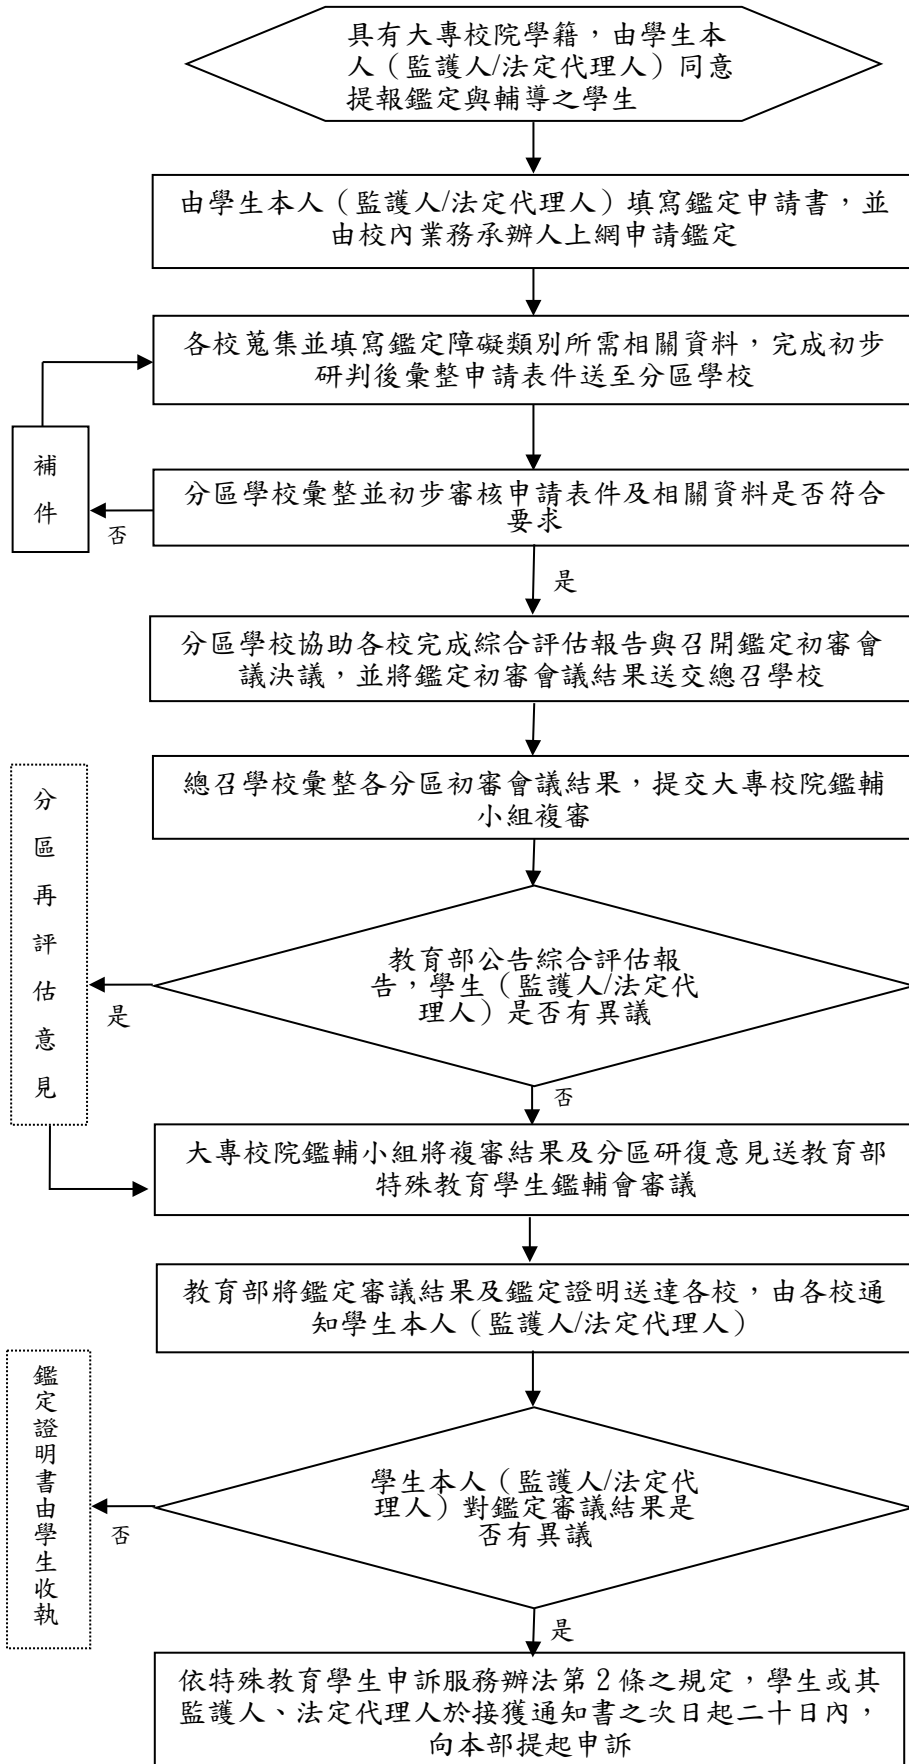 具有大專校院學籍，由學生本
人（監護人/法定代理人）同意
提報鑑定與輔導之學生
由學生本人（監護人/法定代理人）填寫鑑定申請書，並
由校內業務承辦人上網申請鑑定
各校蒐集並填寫鑑定障礙類別所需相關資料，完成初步
研判後彙整申請表件送至分區學校
補
件
分區學校彙整並初步審核申請表件及相關資料是否符合
要求
否
是
分區學校協助各校完成綜合評估報告與召開鑑定初審會
議決議，並將鑑定初審會議結果送交總召學校
總召學校彙整各分區初審會議結果，提交大專校院鑑輔
小組複審
分
區
再
評
估
意
見
教育部公告綜合評估報
告，學生（監護人/法定代
理人）是否有異議
是
否
大專校院鑑輔小組將複審結果及分區研復意見送教育部
特殊教育學生鑑輔會審議
教育部將鑑定審議結果及鑑定證明送達各校，由各校通
知學生本人（監護人/法定代理人）
鑑
定
證
明
書
由
學
生
收
執
學生本人（監護人/法定代
理人）對鑑定審議結果是
否有異議
否
是
依特殊教育學生申訴服務辦法第 2 條之規定，學生或其
監護人、法定代理人於接獲通知書之次日起二十日內，
向本部提起申訴